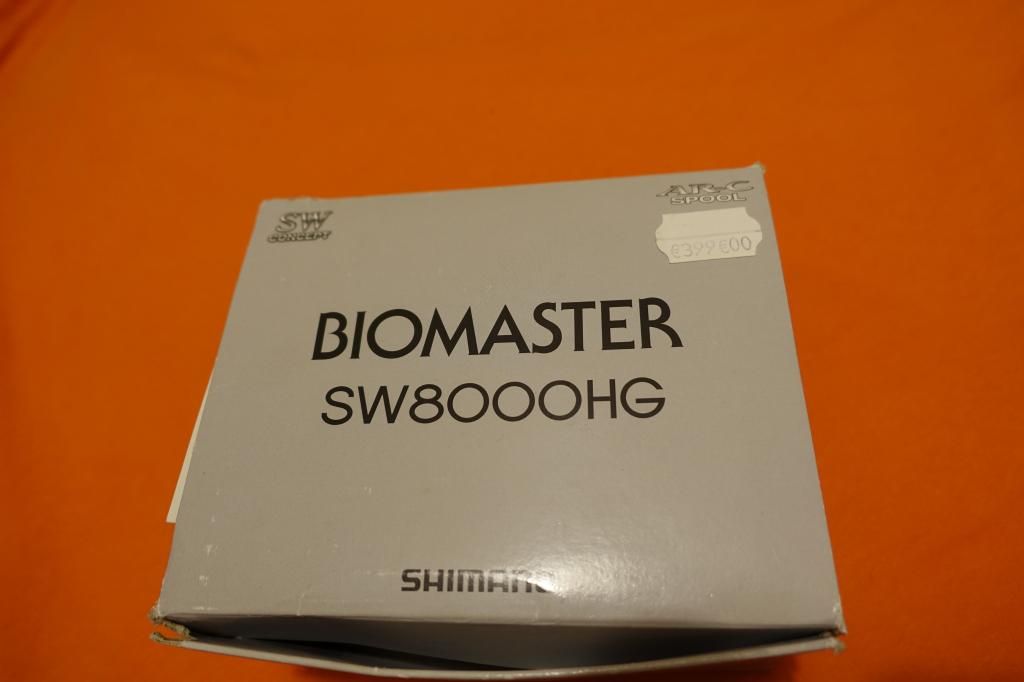 SW
CONCEPT
AR-C
SPOOL
€399€00
BIOMASTER
SW8000HG
SHIMANO